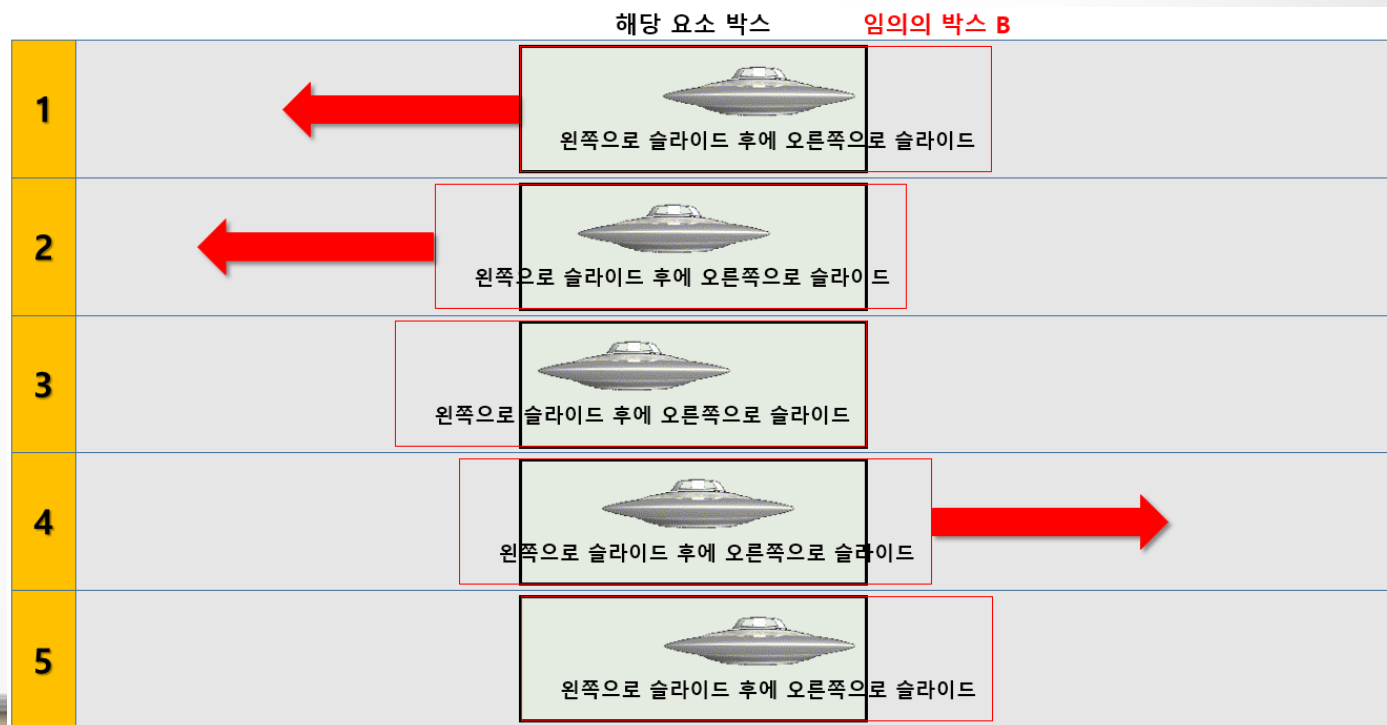 해당 요소 박스 임의의 박스 B
1
왼쪽으로 슬라이드 후에 오른쪽으로 슬라이드
2
왼쪽으로 슬라이드 후에 오른쪽으로 슬라이드
3
왼쪽으로 슬라이드 후에 오른쪽으로 슬라이드
4
왼쪽으로 슬라이드 후에 오른쪽으로 슬라이드
5
왼쪽으로 슬라이드 후에 오른쪽으로 슬라이드